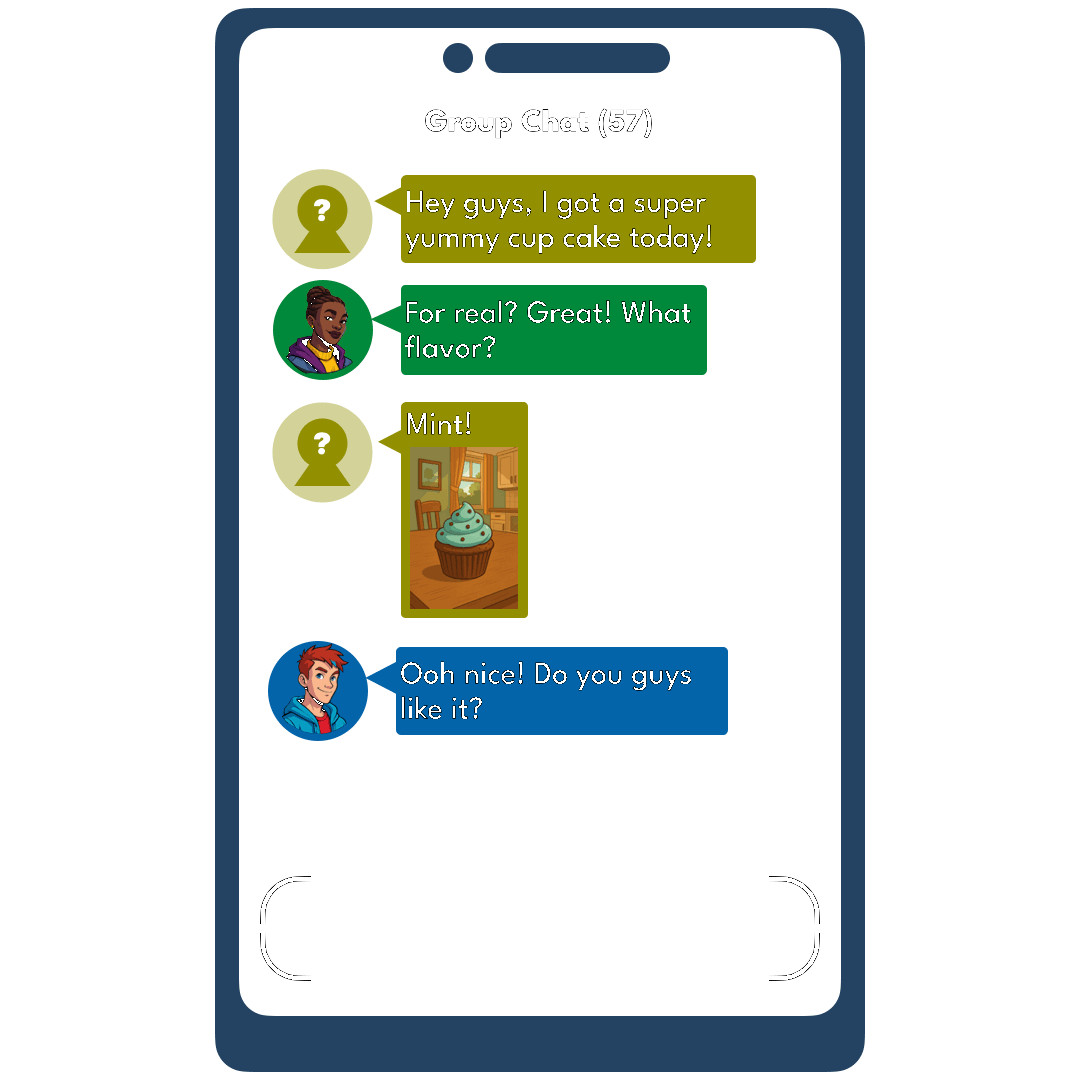 Group Chat (57)
?
Hey guys, I got a super
yummy cup cake today!
For real? Great! What
flavor?
?
Mint!
Ooh nice! Do you guys
like it?